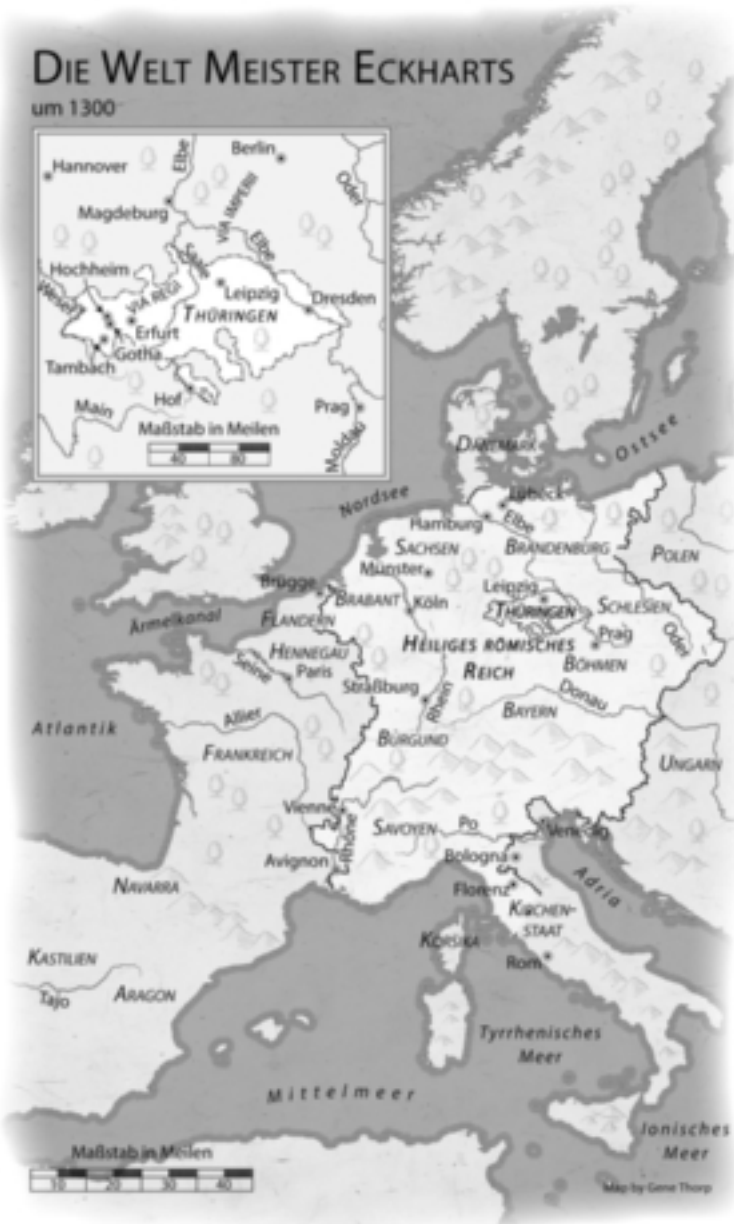 DIE WELT MEISTER ECKHARTS
um 1300
Hannover
Elbe
Berlin
Oder
Magdeburg
VIA IMPERII
Elbe
Saale
Hochheim
Weser
VIA REGI
Leipzig
Dresden
THÜRINGEN
Erfurt
Gotha
Tambach
Hof
Main
Prag
Moldau
Maßstab in Meilen
40 80
DÄNEMARK
Ostsee
Nordsee
Lübeck
Hamburg
Elbe
SACHSEN
BRANDENBURG
POLEN
Münster
Brügge
BRABANT
Köln
Leipzig
THÜRINGEN
SCHLESIEN
Ärmelkanal
FLANDERN
Prag
Oder
HENNEGAU
HEILIGES RÖMISCHES
REICH
BÖHMEN
Seine
Paris
Straßburg
Rhein
Donau
BAYERN
Atlantik
Allier
FRANKREICH
BURGUND
UNGARN
Vienne
Rhône
SAVOYEN
Po
Venedig
Avignon
Bologna
Florenz
Adria
NAVARRA
KIRCHEN-
STAAT
KORSIKA
Rom
KASTILIEN
Tajo
ARAGON
Tyrrhenisches
Meer
Mittelmeer
Ionisches
Meer
Maßstab in Meilen
10 20 30 40
Map by Gene Thorp